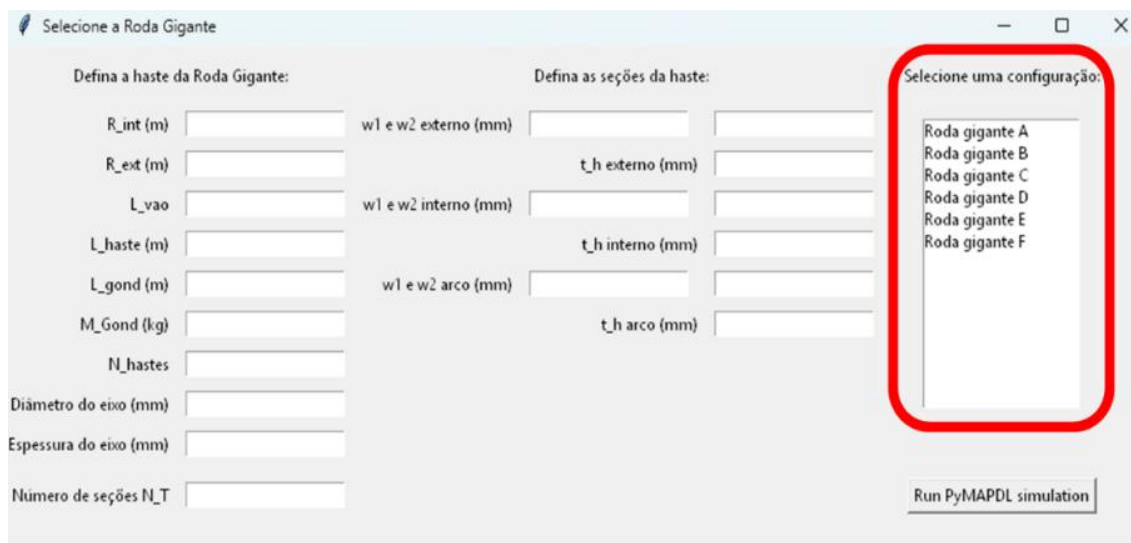 Selecione a Roda Gigante
Defina a haste da Roda Gigante:
Defina as seções da haste:
Selecione uma configuração:
R_int (m)
w1 e w2 externo (mm)
R_ext (m)
t_h externo (mm)
L_vao
w1 e w2 interno (mm)
L_haste (m)
t_h interno (mm)
L_gond (m)
w1 e w2 arco (mm)
M_Gond (kg)
t_h arco (mm)
N_hastes
Diâmetro do eixo (mm)
Espessura do eixo (mm)
Número de seções N_T
Roda gigante A
Roda gigante B
Roda gigante C
Roda gigante D
Roda gigante E
Roda gigante F
Run PyMAPDL simulation